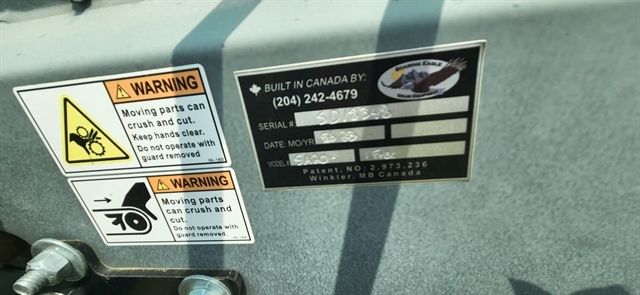 WARNING
Moving parts can
crush and cut.
Keep hands clear.
Do not operate with
guard removed
WARNING
Moving parts
can crush and
cut.
Do not operate with
guard removed.
BUILT IN CANADA BY:
(204) 242-4679
SOARING EAGLE
SERIAL #
DATE: MO/YR
MODEL #
Patent, NO: 2,973,236
Winkler, MB Canada